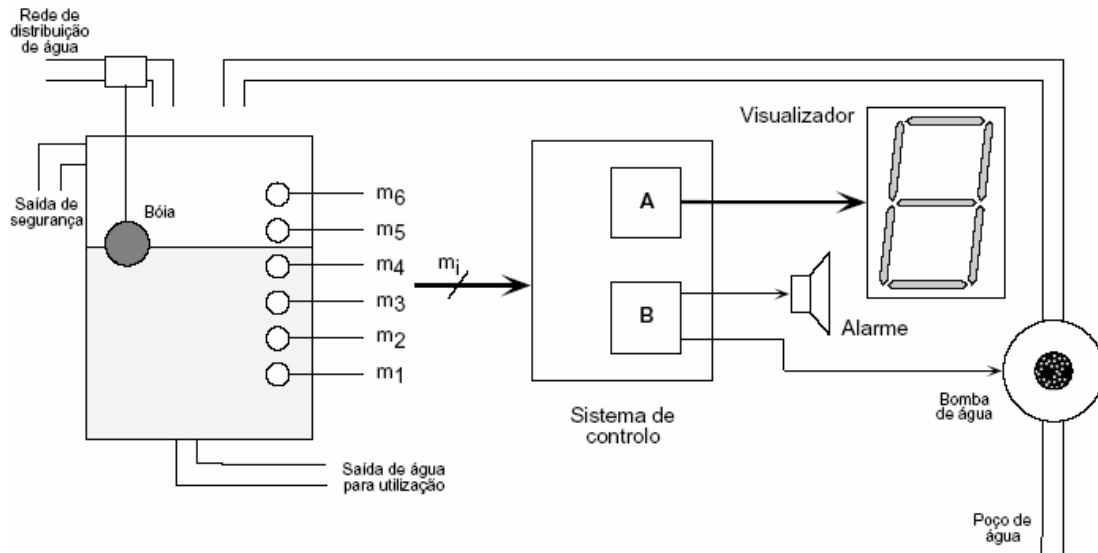 Rede de
distribuição
de água
Saída de
segurança
Bóia
m6
m5
m4
m3
m2
m1
mi
A
B
Sistema de
controlo
Visualizador
Alarme
Bomba
de água
Saída de água
para utilização
Poço de
água